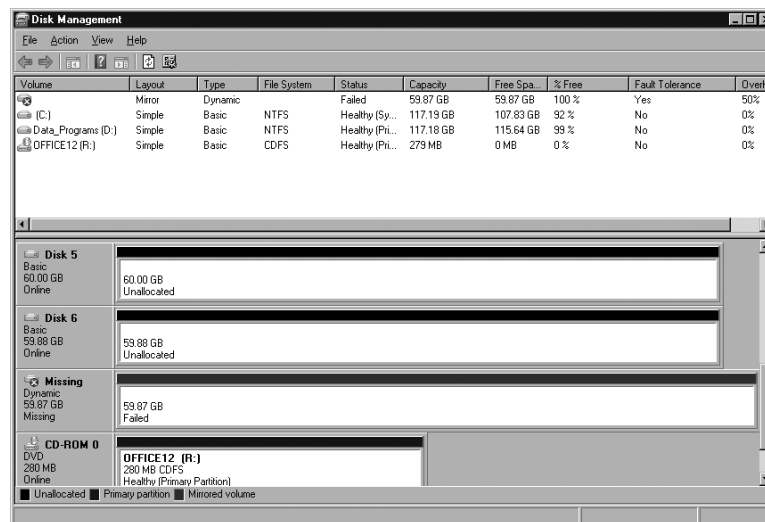 Disk Management
File Action View Help
Volume Layout Type File System Status Capacity Free Spa... % Free Fault Tolerance Overh
Mirror Dynamic Failed 59.87 GB 59.87 GB 100 % Yes 50%
(C:) Simple Basic NTFS Healthy (Sy... 117.19 GB 107.83 GB 92 % No 0%
Data_Programs (D:) Simple Basic NTFS Healthy (Pri... 117.18 GB 115.64 GB 99 % No 0%
OFFICE12 (R:) Simple Basic CDFS Healthy (Pri... 279 MB 0 MB 0 % No 0%
Disk 5
Basic
60.00 GB
Online
60.00 GB
Unallocated
Disk 6
Basic
59.88 GB
Online
59.88 GB
Unallocated
Missing
Dynamic
59.87 GB
Missing
59.87 GB
Failed
CD-ROM 0
DVD
280 MB
Online
OFFICE12 (R:)
280 MB CDFS
Healthy (Primary Partition)
Unallocated Primary partition Mirrored volume